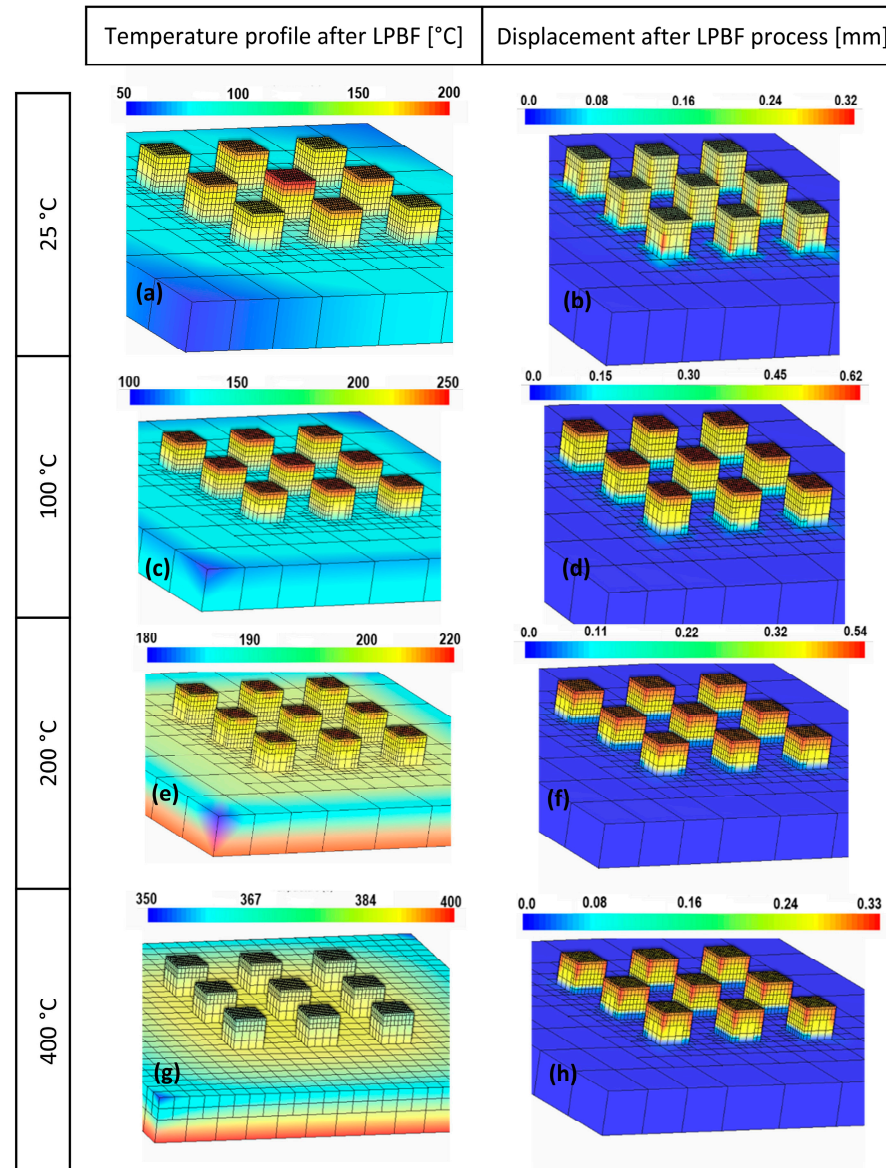 Temperature profile after LPBF [°C]
Displacement after LPBF process [mm]
25 °C
50 100 150 200
(a)
0.0 0.08 0.16 0.24 0.32
(b)
100 °C
100 150 200 250
(c)
0.0 0.15 0.30 0.45 0.62
(d)
200 °C
180 190 200 220
(e)
0.0 0.11 0.22 0.32 0.54
(f)
400 °C
350 367 384 400
(g)
0.0 0.08 0.16 0.24 0.33
(h)